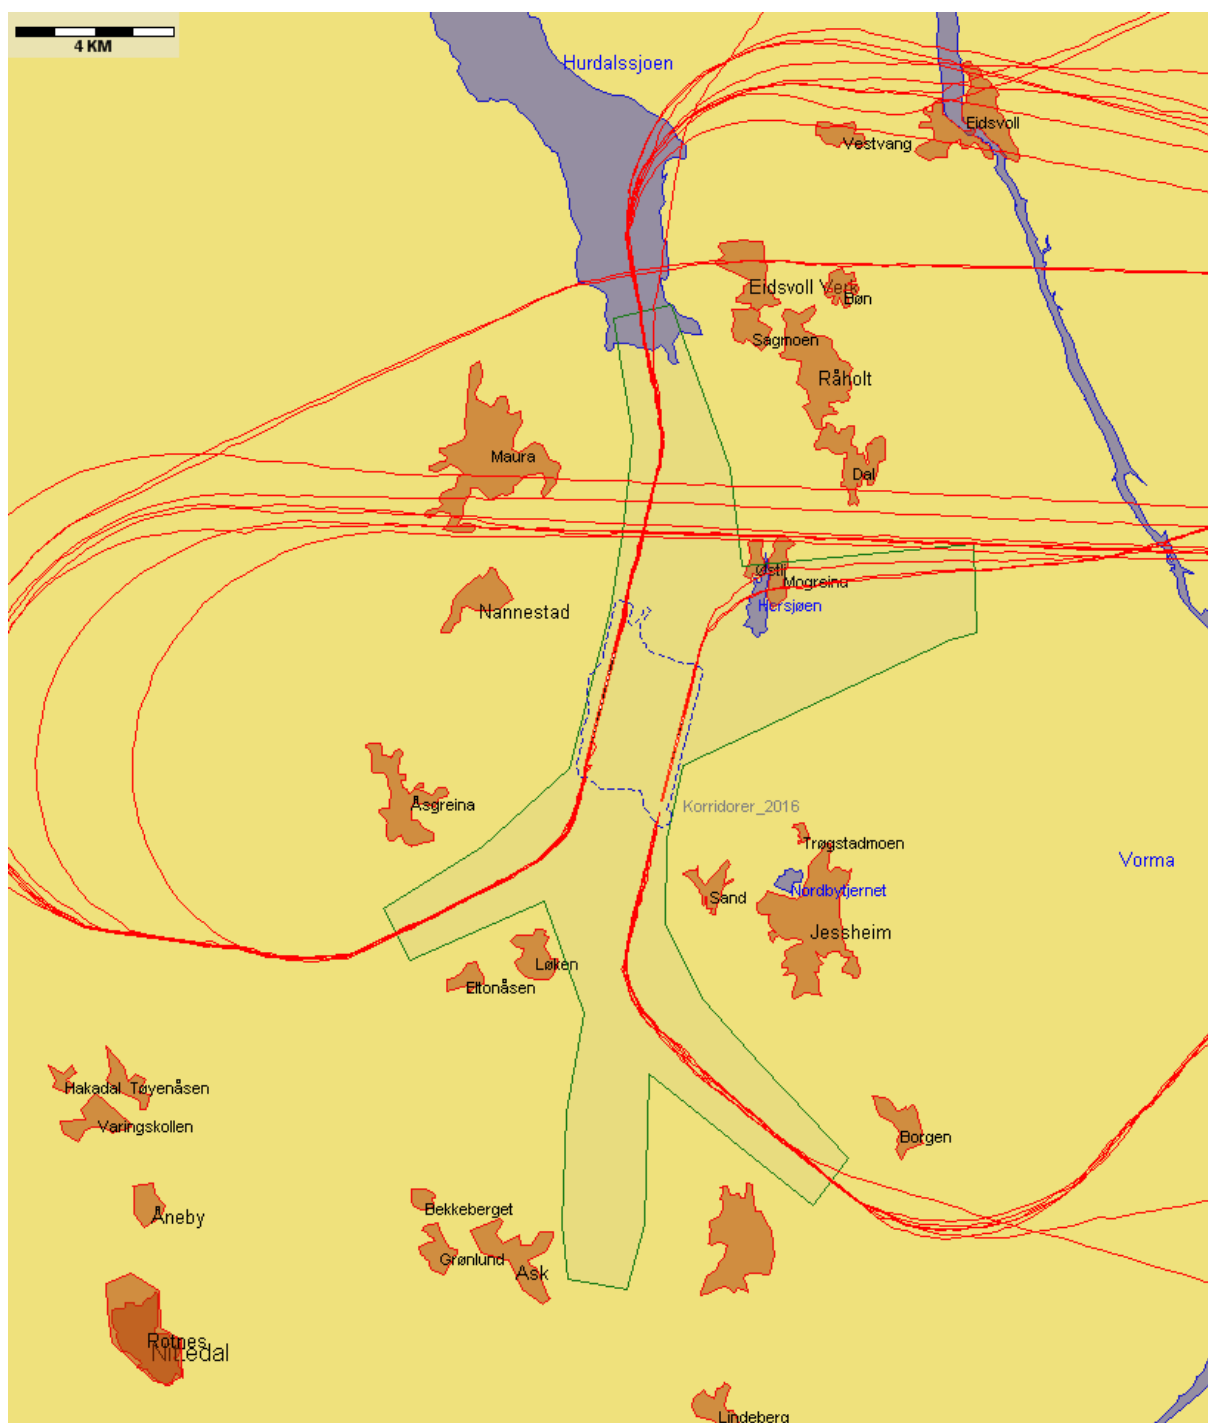 4 KM
Hurdalssjoen
Eidsvoll
Vestvang
Eidsvoll Verk
Bøn
Sagmoen
Råholt
Maura
Dal
Østli
Mogreina
Hersjøen
Nannestad
Åsgreina
Korridorer_2016
Trøgstadmoen
Vorma
Nordbytjernet
Sand
Jessheim
Løken
Eltonåsen
Hakadal
Tøyenåsen
Varingskollen
Borgen
Åneby
Bekkeberget
Grønlund
Ask
Rotnes
Nittedal
Lindeberg